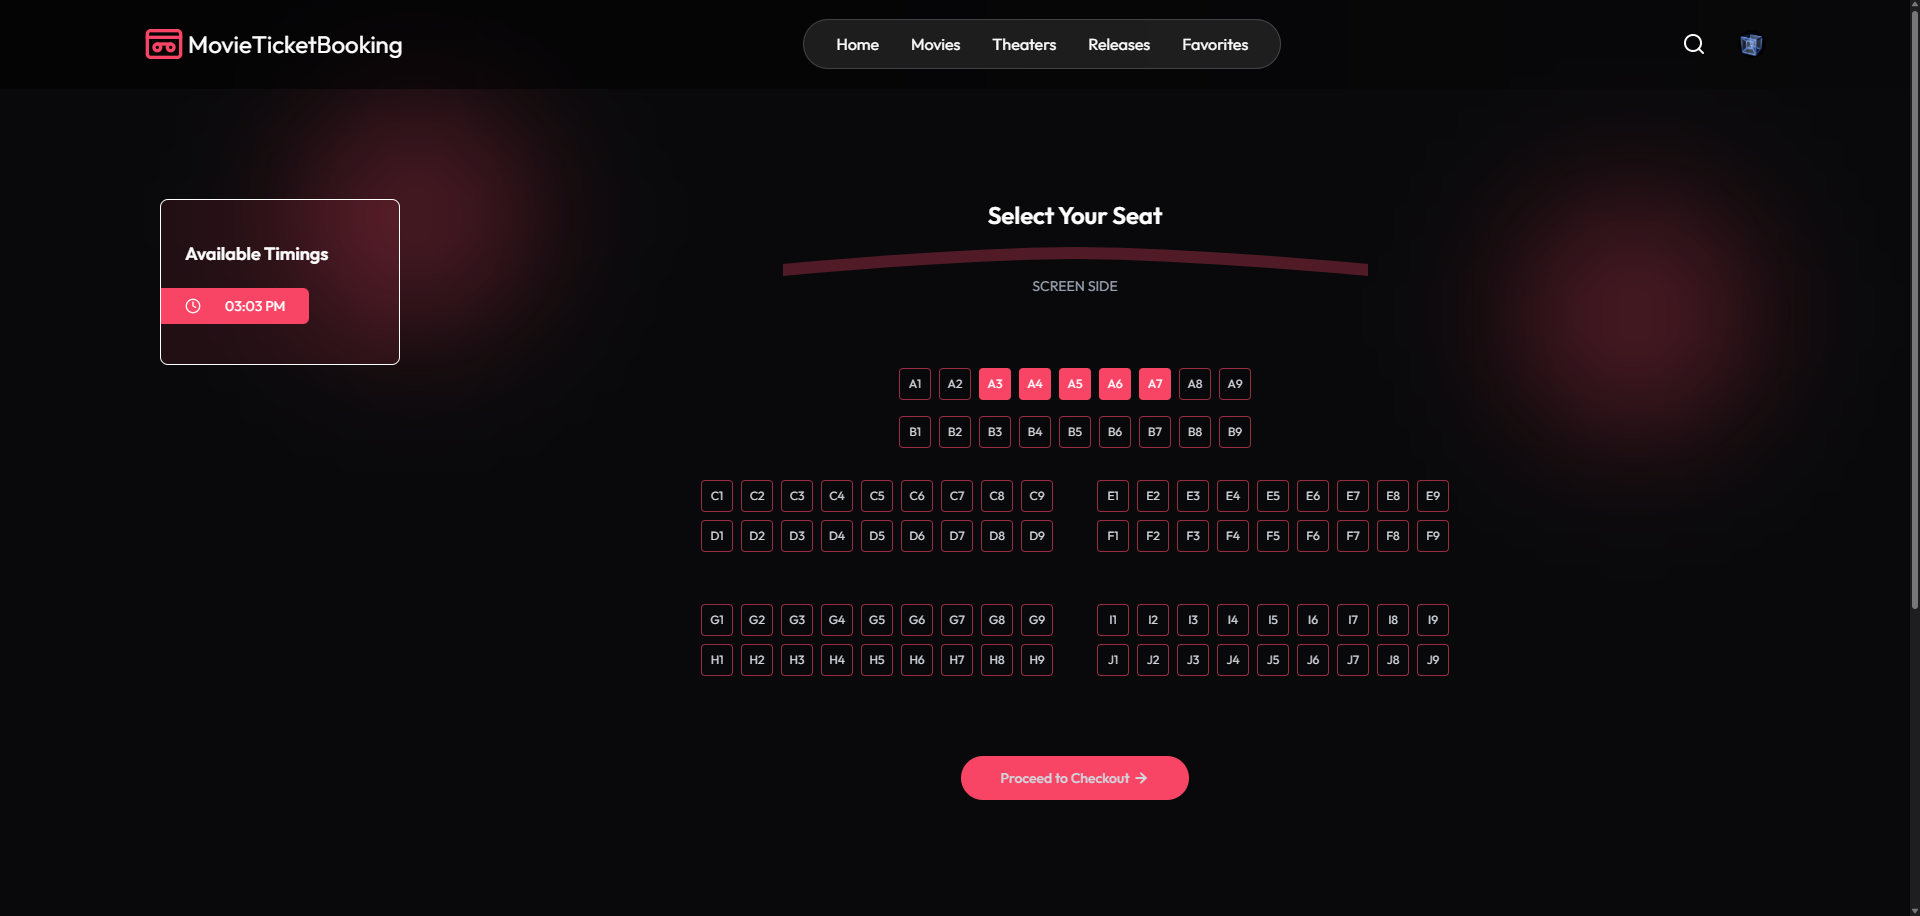 MovieTicketBooking
Home Movies Theaters Releases Favorites
Available Timings
03:03 PM
Select Your Seat
SCREEN SIDE
A1 A2 A3 A4 A5 A6 A7 A8 A9
B1 B2 B3 B4 B5 B6 B7 B8 B9
C1 C2 C3 C4 C5 C6 C7 C8 C9
D1 D2 D3 D4 D5 D6 D7 D8 D9
E1 E2 E3 E4 E5 E6 E7 E8 E9
F1 F2 F3 F4 F5 F6 F7 F8 F9
G1 G2 G3 G4 G5 G6 G7 G8 G9
H1 H2 H3 H4 H5 H6 H7 H8 H9
I1 I2 I3 I4 I5 I6 I7 I8 I9
J1 J2 J3 J4 J5 J6 J7 J8 J9
Proceed to Checkout →